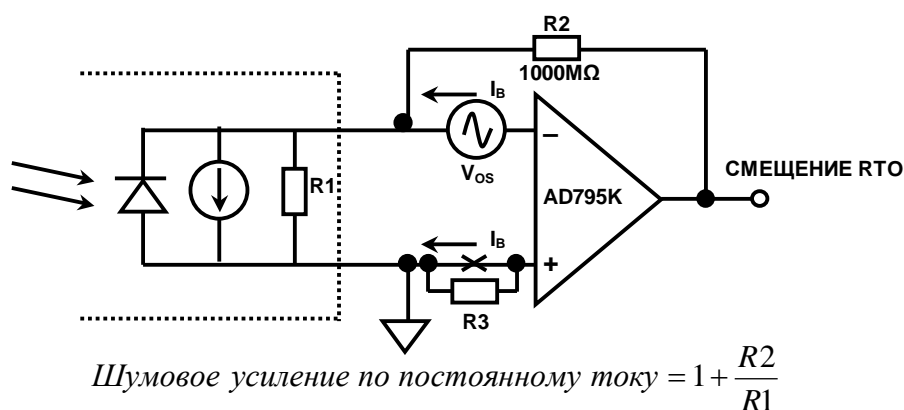 R2
1000MΩ
I_B
R1
V_OS
–
AD795K
СМЕЩЕНИЕ RTO
I_B
+
R3
Шумовое усиление по постоянному току = 1 + R2/R1